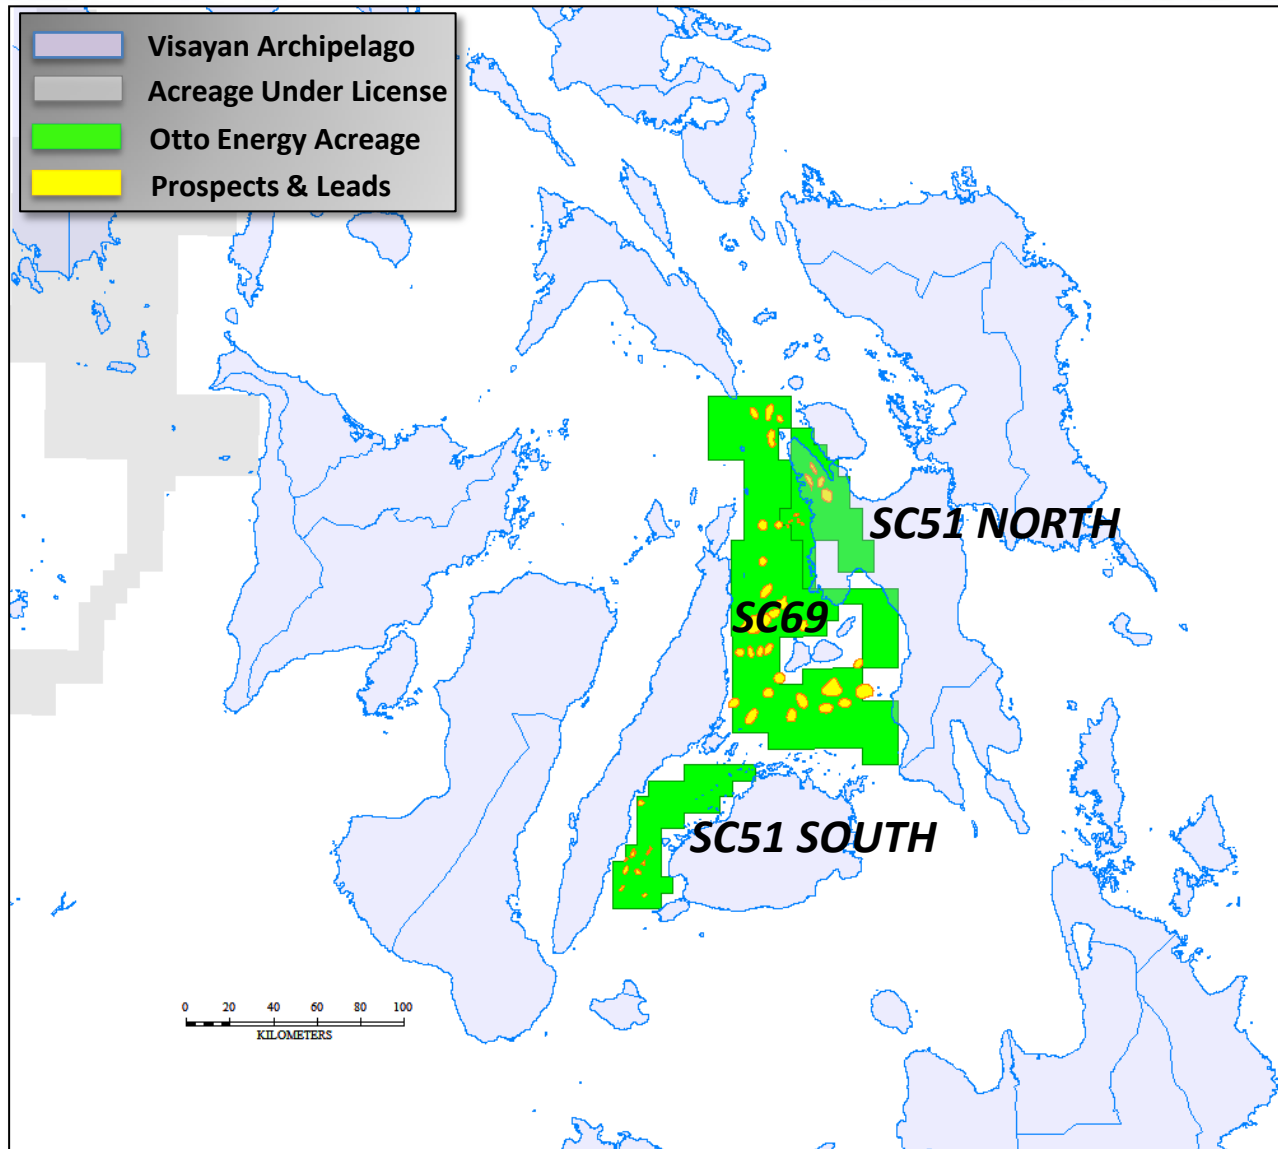 Visayan Archipelago
Acreage Under License
Otto Energy Acreage
Prospects & Leads
SC51 NORTH
SC69
SC51 SOUTH
0 20 40 60 80 100
KILOMETERS